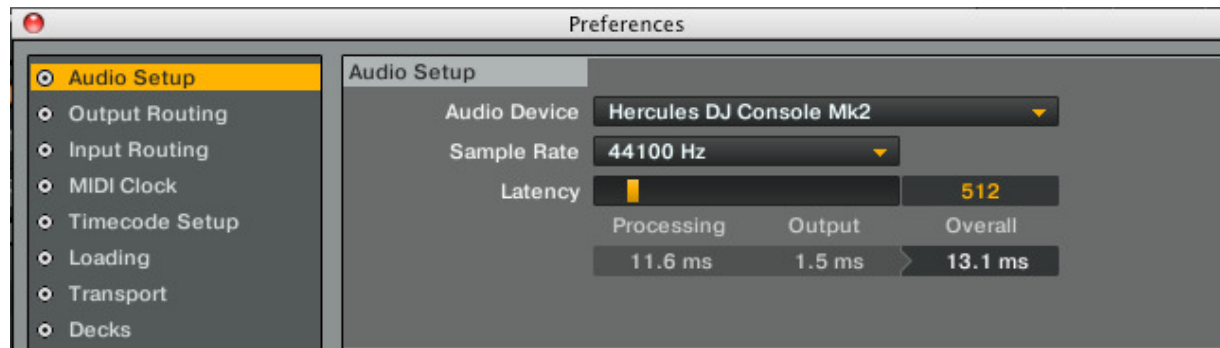 Preferences
Audio Setup
Output Routing
Input Routing
MIDI Clock
Timecode Setup
Loading
Transport
Decks
Audio Setup
Audio Device Hercules DJ Console Mk2
Sample Rate 44100 Hz
Latency 512
Processing Output Overall
11.6 ms 1.5 ms 13.1 ms